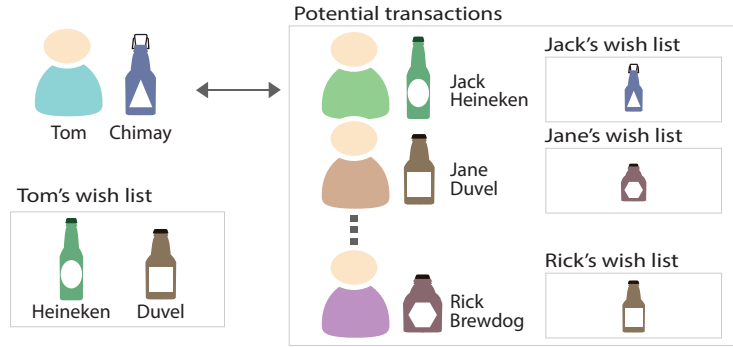 Potential transactions
Tom
Chimay
Jack
Heineken
Jack's wish list
Jane
Duvel
Jane's wish list
Tom's wish list
Heineken
Duvel
Rick
Brewdog
Rick's wish list